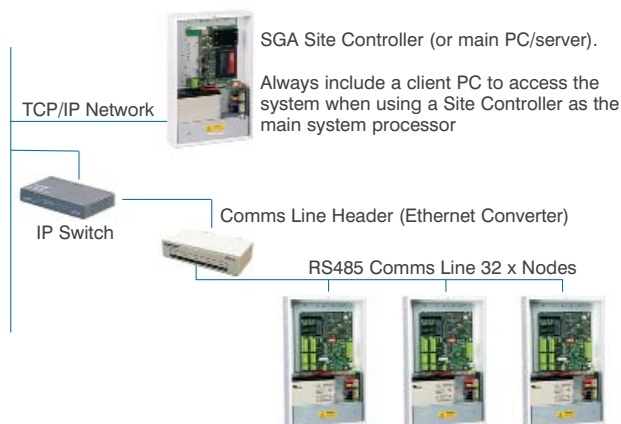 SGA Site Controller (or main PC/server).
Always include a client PC to access the
system when using a Site Controller as the
main system processor
TCP/IP Network
IP Switch
Comms Line Header (Ethernet Converter)
RS485 Comms Line 32 x Nodes